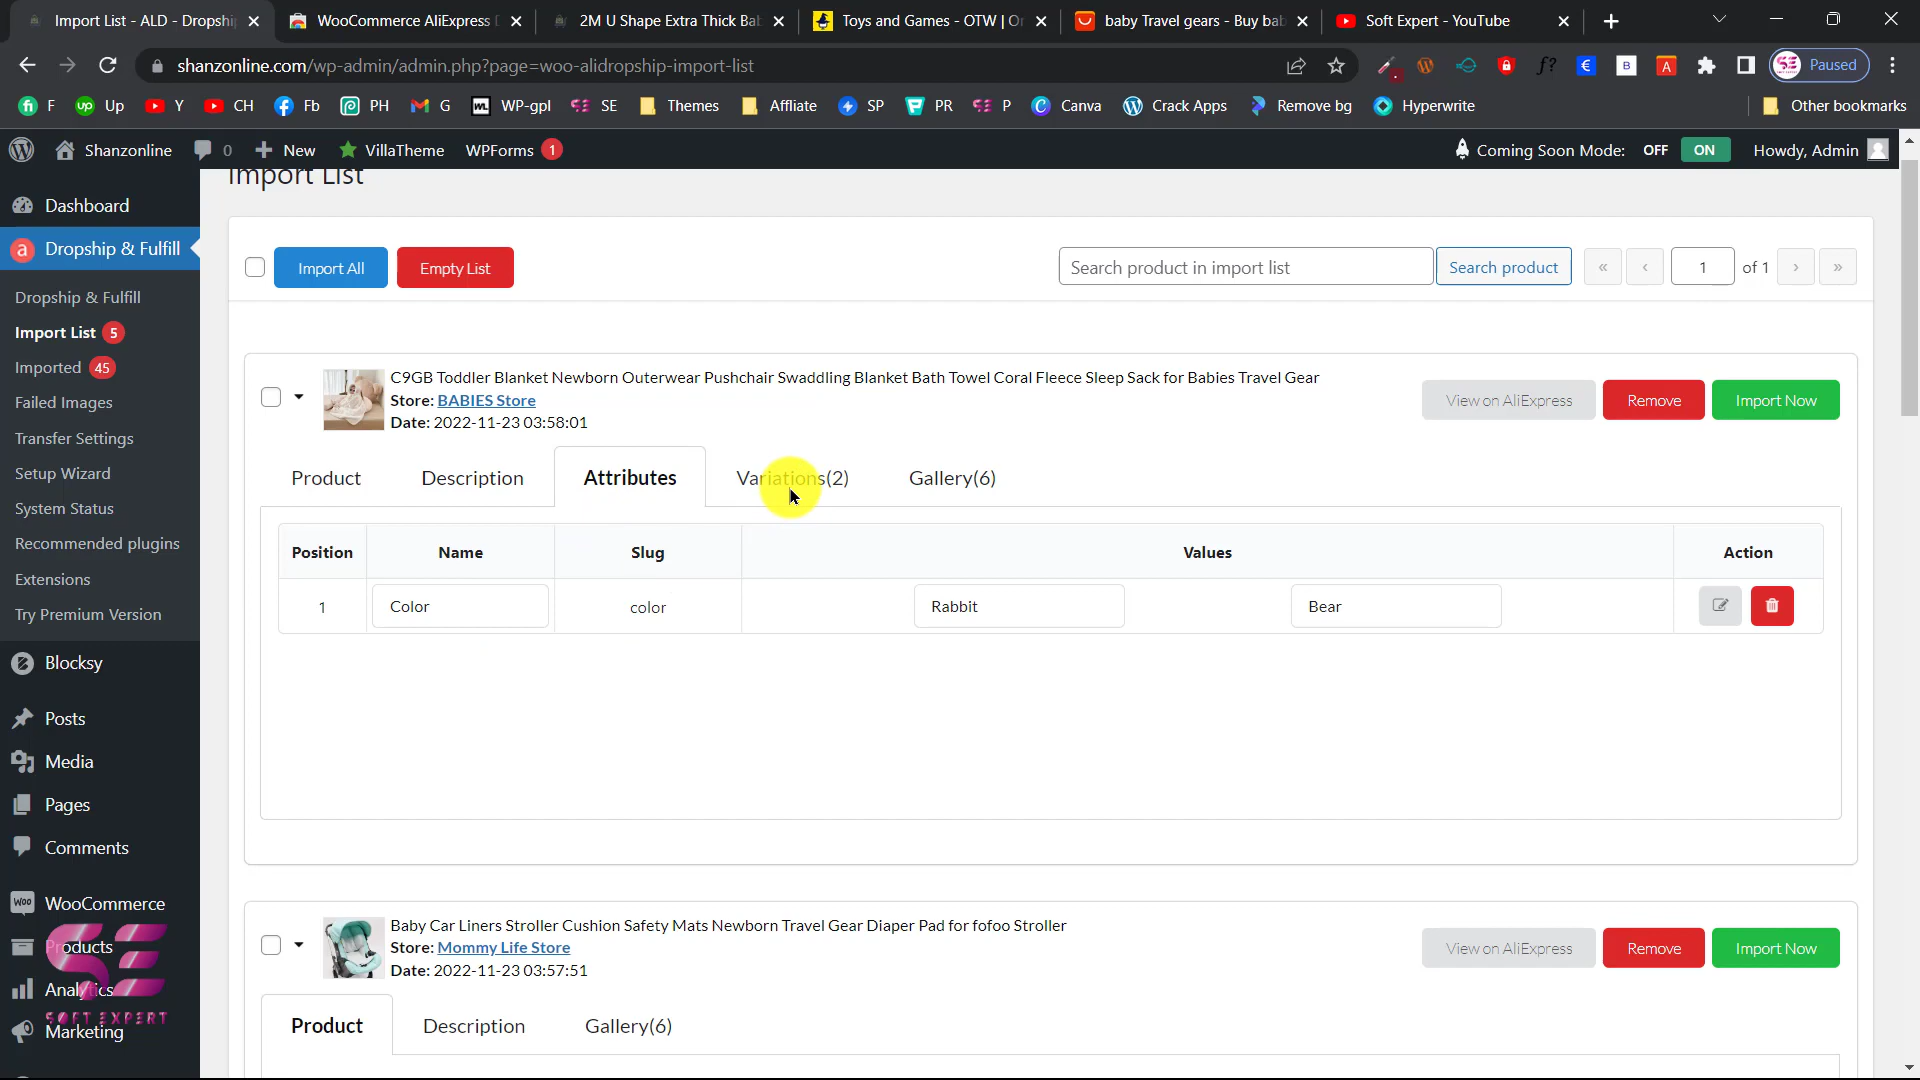 Import List - ALD - Dropshi
WooCommerce AliExpress D
2M U Shape Extra Thick Bab
Toys and Games - OTW | O
baby Travel gears - Buy bab
Soft Expert - YouTube
shanzonline.com/wp-admin/admin.php?page=woo-alidropship-import-list
Paused
F
Up
Y
CH
Fb
PH
G
WP-gpl
SE
Themes
Affliate
SP
PR
P
Canva
Crack Apps
Remove bg
Hyperwrite
Other bookmarks
Shanzonline
0
New
VillaTheme
WPForms 1
Coming Soon Mode: OFF ON
Howdy, Admin
Dashboard
Dropship & Fulfill
Dropship & Fulfill
Import List 5
Imported 45
Failed Images
Transfer Settings
Setup Wizard
System Status
Recommended plugins
Extensions
Try Premium Version
Blocksy
Posts
Media
Pages
Comments
WooCommerce
Products
Analytics
Marketing
SOFT EXPERT
Import List
Import All
Empty List
Search product in import list
Search product
« ‹ 1 of 1 › »
C9GB Toddler Blanket Newborn Outerwear Pushchair Swaddling Blanket Bath Towel Coral Fleece Sleep Sack for Babies Travel Gear
Store: BABIES Store
Date: 2022-11-23 03:58:01
View on AliExpress
Remove
Import Now
Product
Description
Attributes
Variations(2)
Gallery(6)
Position Name Slug Values Action
1 Color color Rabbit Bear
Baby Car Liners Stroller Cushion Safety Mats Newborn Travel Gear Diaper Pad for fofoo Stroller
Store: Mommy Life Store
Date: 2022-11-23 03:57:51
View on AliExpress
Remove
Import Now
Product
Description
Gallery(6)